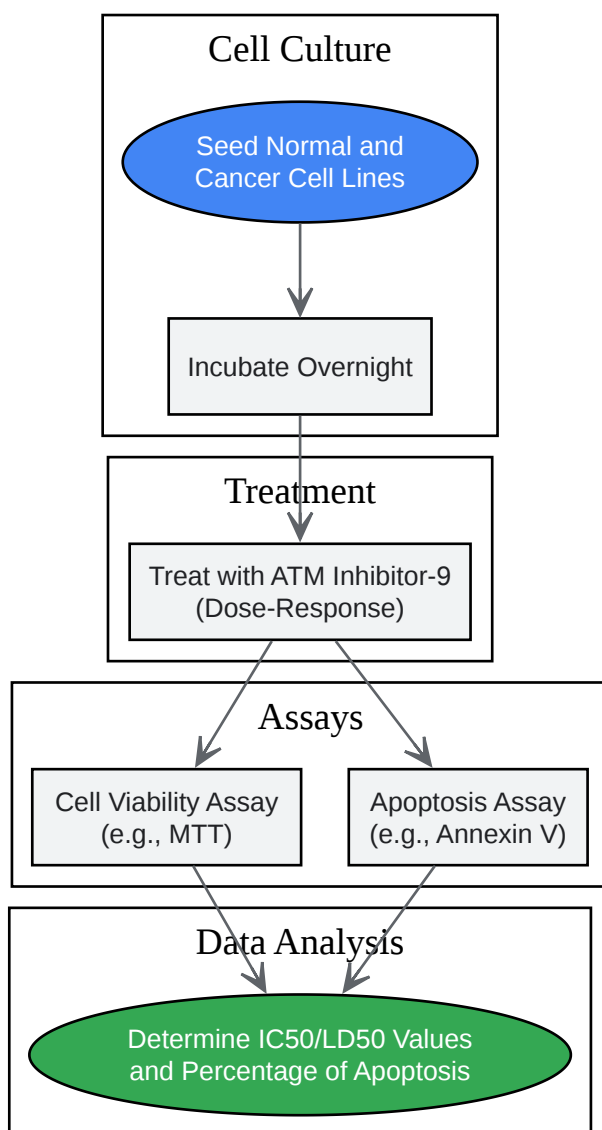 Cell Culture
Seed Normal and
Cancer Cell Lines
Incubate Overnight
Treatment
Treat with ATM Inhibitor-9
(Dose-Response)
Assays
Cell Viability Assay
(e.g., MTT)
Apoptosis Assay
(e.g., Annexin V)
Data Analysis
Determine IC50/LD50 Values
and Percentage of Apoptosis